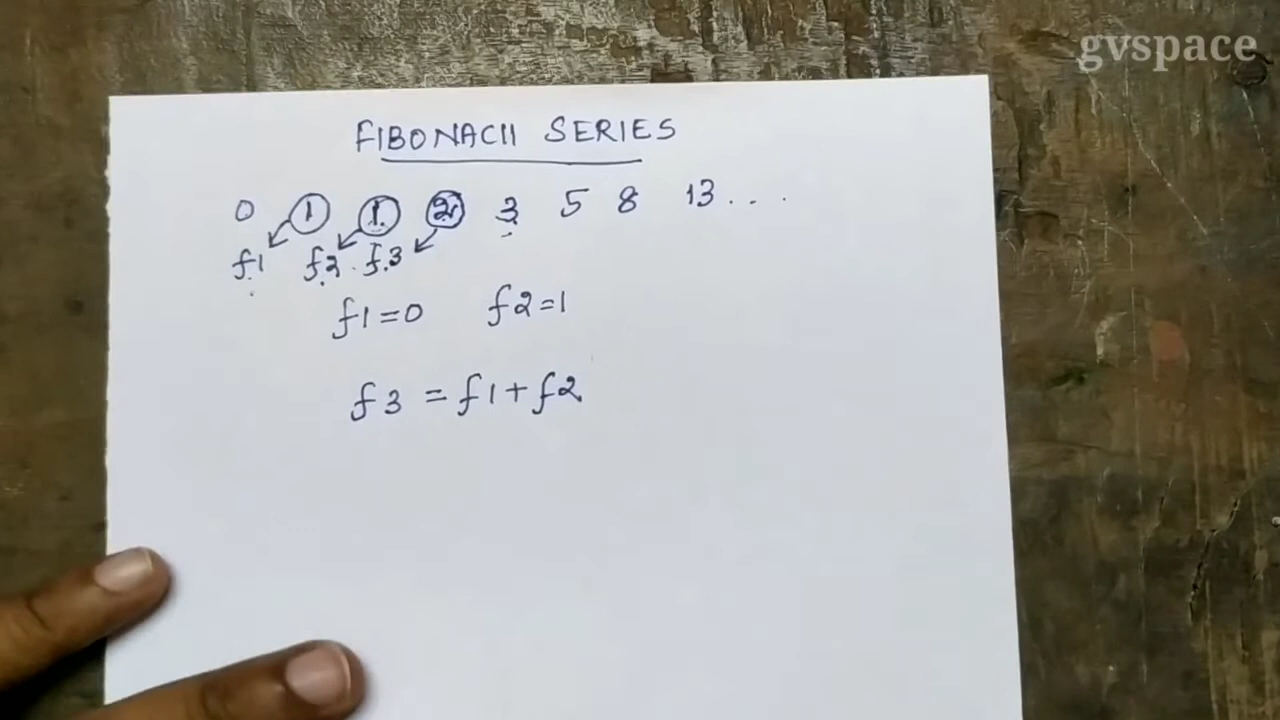 gvspace
FIBONACII SERIES
0 1 1 2 3 5 8 13 . . .
f1 f2 f3
f1=0 f2=1
f3 = f1+f2